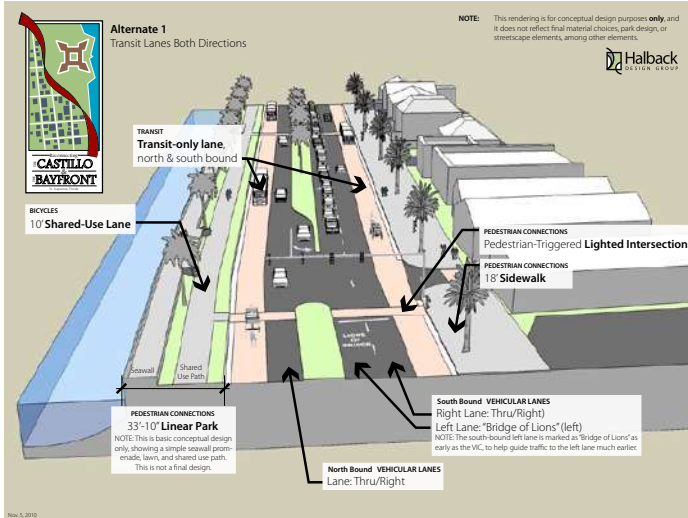 Alternate 1
Transit Lanes Both Directions
NOTE: This rendering is for conceptual design purposes only, and
it does not reflect final material choices, park design, or
streetscape elements, among other elements.
Halback
DESIGN GROUP
CASTILLO
BAYFRONT
TRANSIT
Transit-only lane,
north & south bound
BICYCLES
10' Shared-Use Lane
PEDESTRIAN CONNECTIONS
Pedestrian-Triggered Lighted Intersection
PEDESTRIAN CONNECTIONS
18' Sidewalk
LIONS
OF
BRIDGE
Seawall
Shared
Use Path
PEDESTRIAN CONNECTIONS
33'-10" Linear Park
NOTE: This is basic conceptual design
only, showing a simple seawall prom-
enade, lawn, and shared use path.
This is not a final design.
South Bound VEHICULAR LANES
Right Lane: Thru/Right)
Left Lane: "Bridge of Lions" (left)
NOTE: The south-bound left lane is marked as "Bridge of Lions" as
early as the VIC, to help guide traffic to the left lane much earlier.
North Bound VEHICULAR LANES
Lane: Thru/Right
Nov. 5, 2010